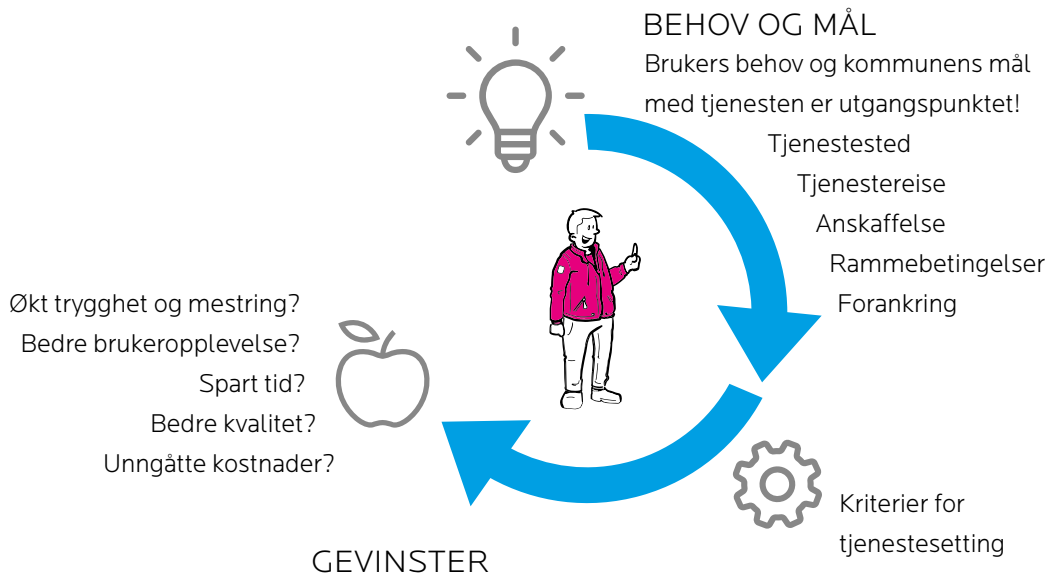 BEHOV OG MÅL
Brukers behov og kommunens mål
med tjenesten er utgangspunktet!
Tjenestested
Tjenestereise
Anskaffelse
Rammebetingelser
Forankring
Kriterier for
tjenestesetting
GEVINSTER
Økt trygghet og mestring?
Bedre brukeropplevelse?
Spart tid?
Bedre kvalitet?
Unngåtte kostnader?